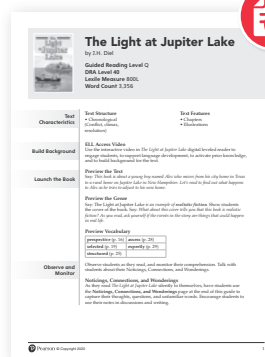 The Light at Jupiter Lake
by I.H. Diel
Guided Reading Level Q
DRA Level 40
Lexile Measure 800L
Word Count 3,356
Text
Characteristics
Text Structure
• Chronological
(Conflict, climax,
resolution)
Text Features
• Chapters
• Illustrations
Build Background
ELL Access Video
Use the interactive video in The Light at Jupiter Lake digital leveled reader to
engage students, to support language development, to activate prior knowledge,
and to build background for the text.
Launch the Book
Preview the Text
Say: This book is about a young boy named Alex who moves from his city home in Texas
to a rural home on Jupiter Lake in New Hampshire. Let's read to find out what happens
to Alex as he tries to adjust to his new home.
Preview the Genre
Say: The Light at Jupiter Lake is an example of realistic fiction. Share students
the cover of the book. Say: What about this cover tells you that this book is realistic
fiction? As you read, ask yourself if the events in the story are things that could happen
in real life.
Preview Vocabulary
perspective (p. 16)
access (p. 28)
selected (p. 19)
expertly (p. 29)
structured (p. 25)
Observe and
Monitor
Observe students as they read, and monitor their comprehension. Talk with
students about their Noticings, Connections, and Wonderings.
Noticings, Connections, and Wonderings
As they read The Light at Jupiter Lake silently to themselves, have students use
the Noticings, Connections, and Wonderings page at the end of this guide to
capture their thoughts, questions, and unfamiliar words. Encourage students to
use their notes in discussions and writing.
Pearson © Copyright 2020
1